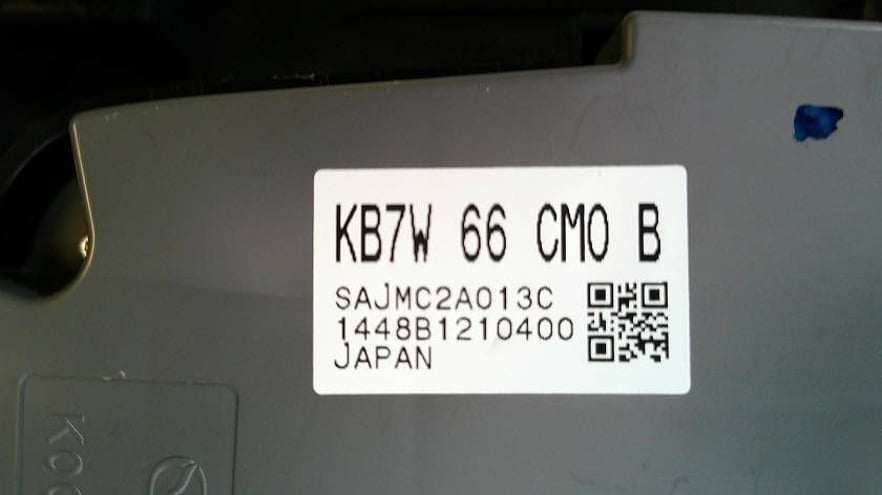 KB7W 66 CM0 B
SAJMC2A013C
1448B1210400
JAPAN